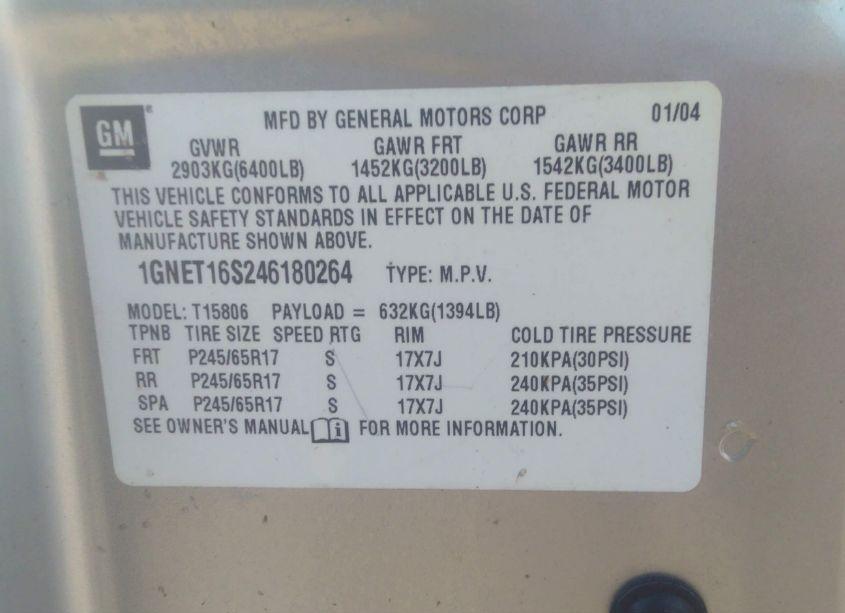 GM ® MFD BY GENERAL MOTORS CORP 01/04
GVWR GAWR FRT GAWR RR
2903KG(6400LB) 1452KG(3200LB) 1542KG(3400LB)
THIS VEHICLE CONFORMS TO ALL APPLICABLE U.S. FEDERAL MOTOR
VEHICLE SAFETY STANDARDS IN EFFECT ON THE DATE OF
MANUFACTURE SHOWN ABOVE.
1GNET16S246180264 TYPE: M.P.V.
MODEL: T15806 PAYLOAD = 632KG(1394LB)
TPNB TIRE SIZE SPEED RTG RIM COLD TIRE PRESSURE
FRT P245/65R17 S 17X7J 210KPA(30PSI)
RR P245/65R17 S 17X7J 240KPA(35PSI)
SPA P245/65R17 S 17X7J 240KPA(35PSI)
SEE OWNER'S MANUAL i FOR MORE INFORMATION.